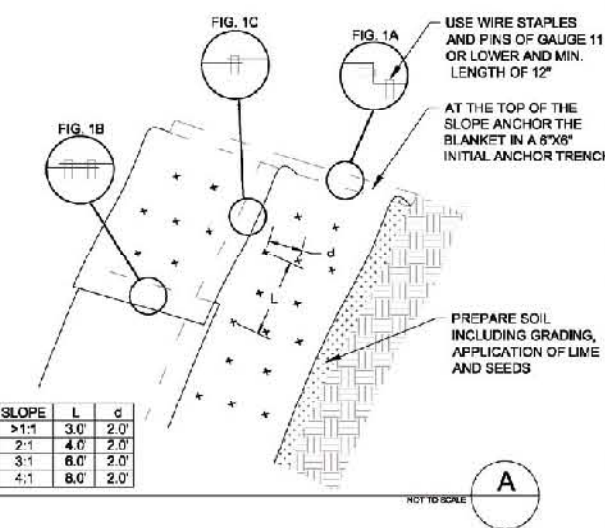 FIG. 1C
FIG. 1A
USE WIRE STAPLES
AND PINS OF GAUGE 11
OR LOWER AND MIN.
LENGTH OF 12"
AT THE TOP OF THE
SLOPE ANCHOR THE
BLANKET IN A 6"X6"
INITIAL ANCHOR TRENCH
FIG. 1B
d
L
PREPARE SOIL
INCLUDING GRADING,
APPLICATION OF LIME
AND SEEDS
SLOPE L d
>1:1 3.0' 2.0'
2:1 4.0' 2.0'
3:1 6.0' 2.0'
4:1 8.0' 2.0'
NOT TO SCALE
A